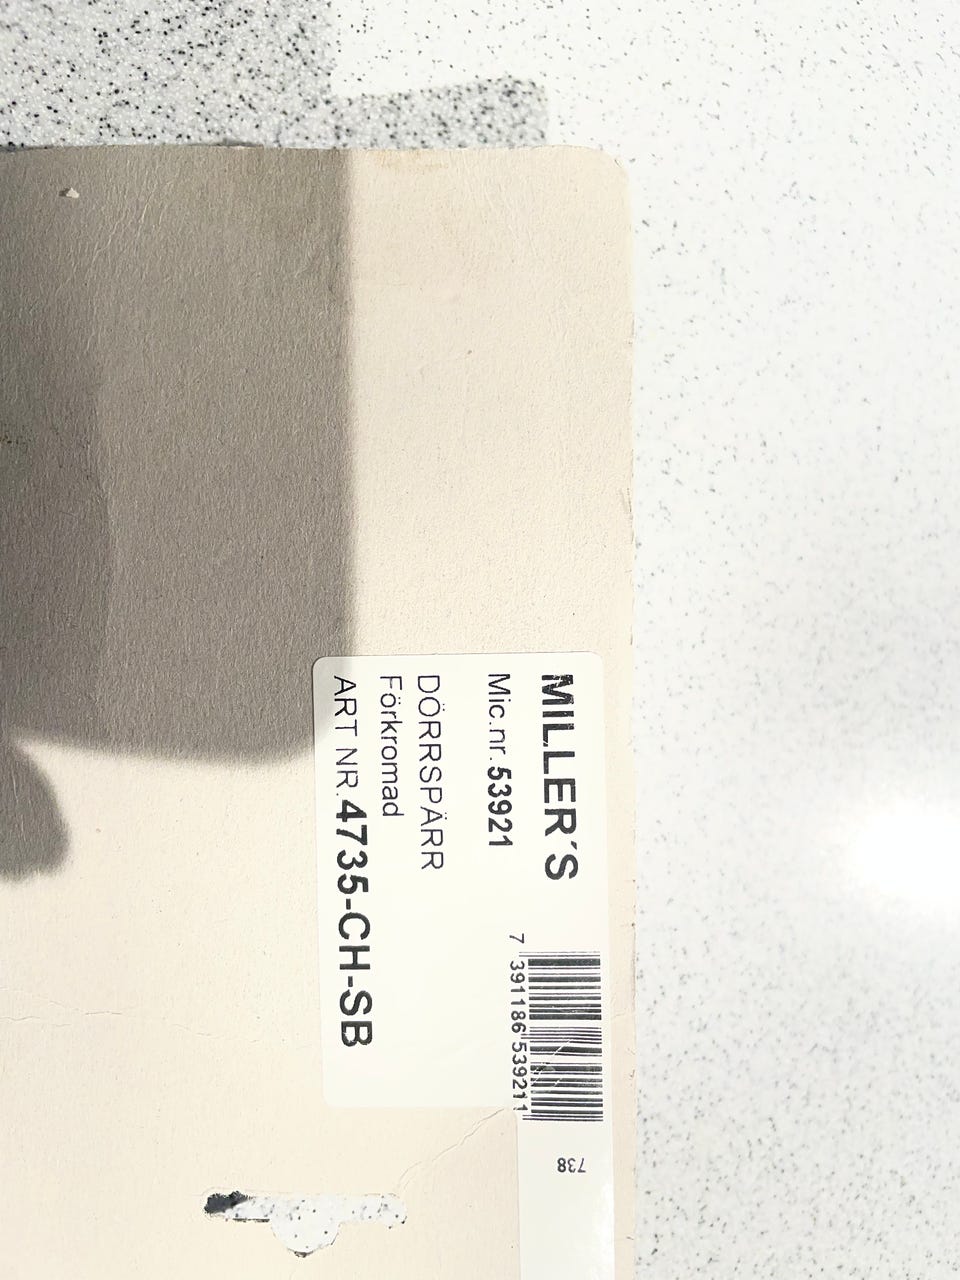 MILLER´S
Mic.nr.53921
DÖRRSPÄRR
Förkromad
ART NR.4735-CH-SB
7 391186 539211
738